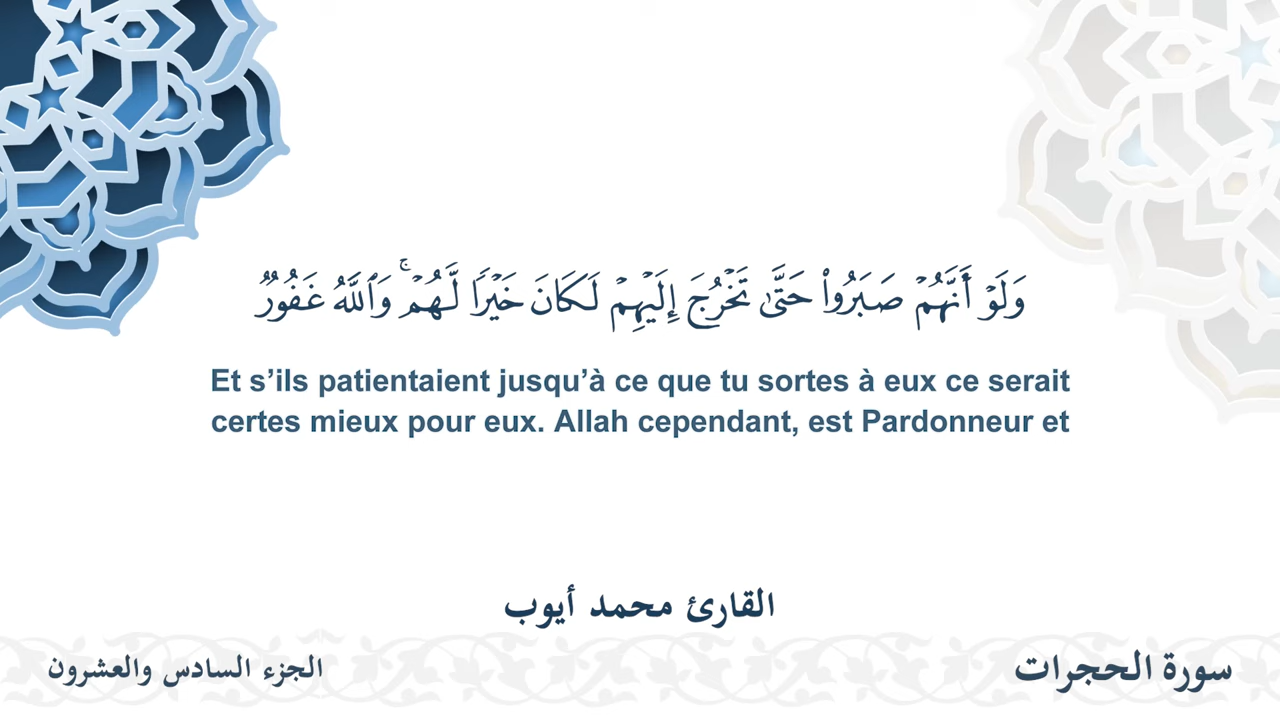 وَلَوۡ أَنَّهُمۡ صَبَرُواْ حَتَّىٰ تَخۡرُجَ إِلَيۡهِمۡ لَكَانَ خَيۡرٗا لَّهُمۡۚ وَٱللَّهُ غَفُورٞ
Et s’ils patientaient jusqu’à ce que tu sortes à eux ce serait
certes mieux pour eux. Allah cependant, est Pardonneur et
القارئ محمد أيوب
سورة الحجرات
الجزء السادس والعشرون